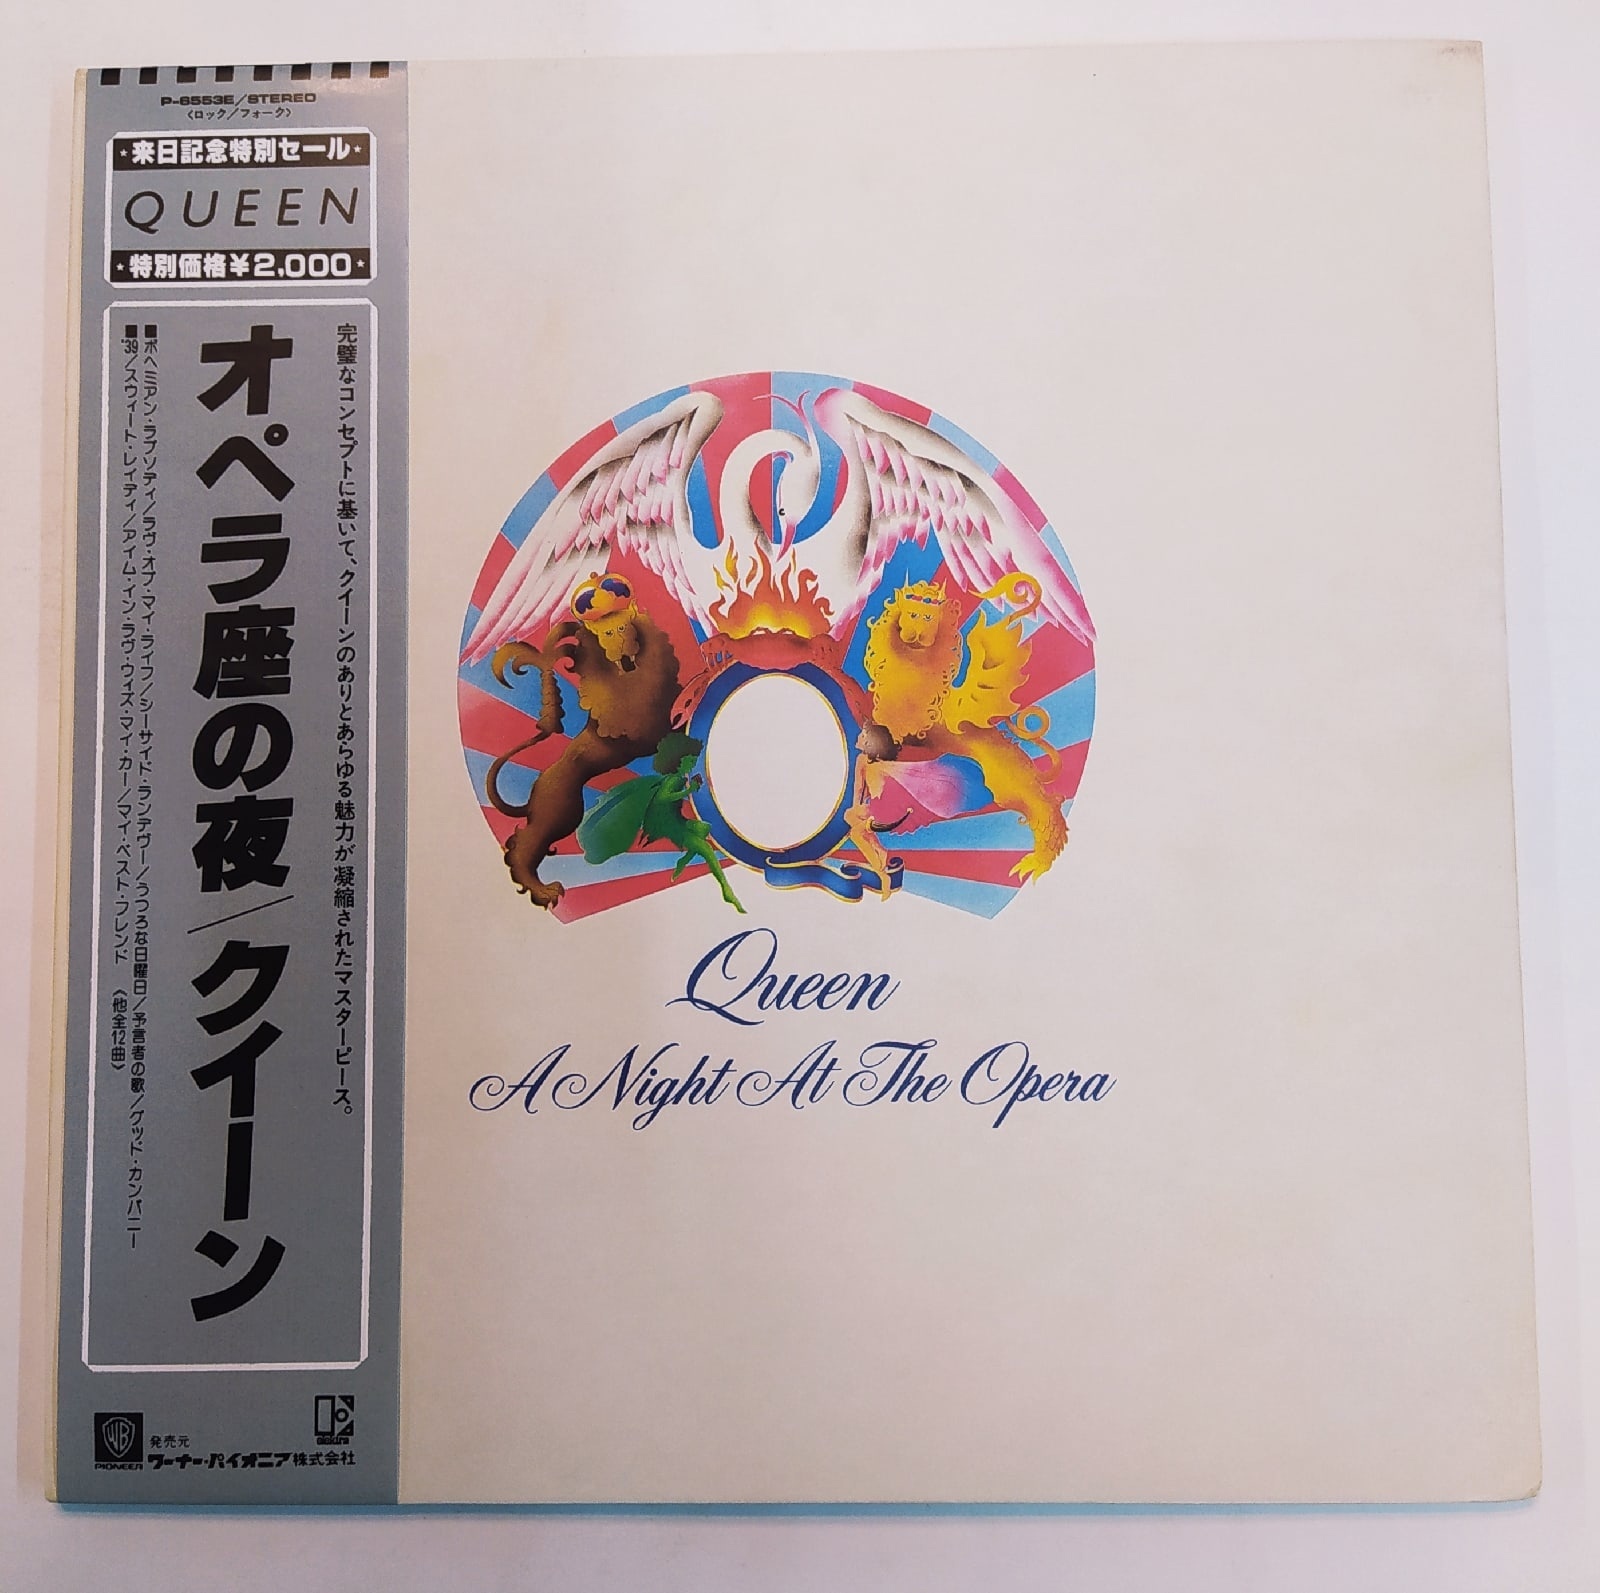 P-6553E/STEREO
〈ロック/フォーク〉
★来日記念特別セール★
QUEEN
★特別価格¥2,000★
完璧なコンセプトに基いて、クイーンのありとあらゆる魅力が凝縮されたマスターピース。
オペラ座の夜/クイーン
■ボヘミアン・ラプソディ/ラヴ・オブ・マイ・ライフ/シーサイド・ランデヴー/うつろな日曜日/予言者の歌/グッド・カンパニー
■'39/スウィート・レイディ/アイム・イン・ラヴ・ウィズ・マイ・カー/マイ・ベスト・フレンド 《他全12曲》
Queen
A Night At The Opera
elektra
WB
PIONEER
発売元
ワーナー・パイオニア株式会社